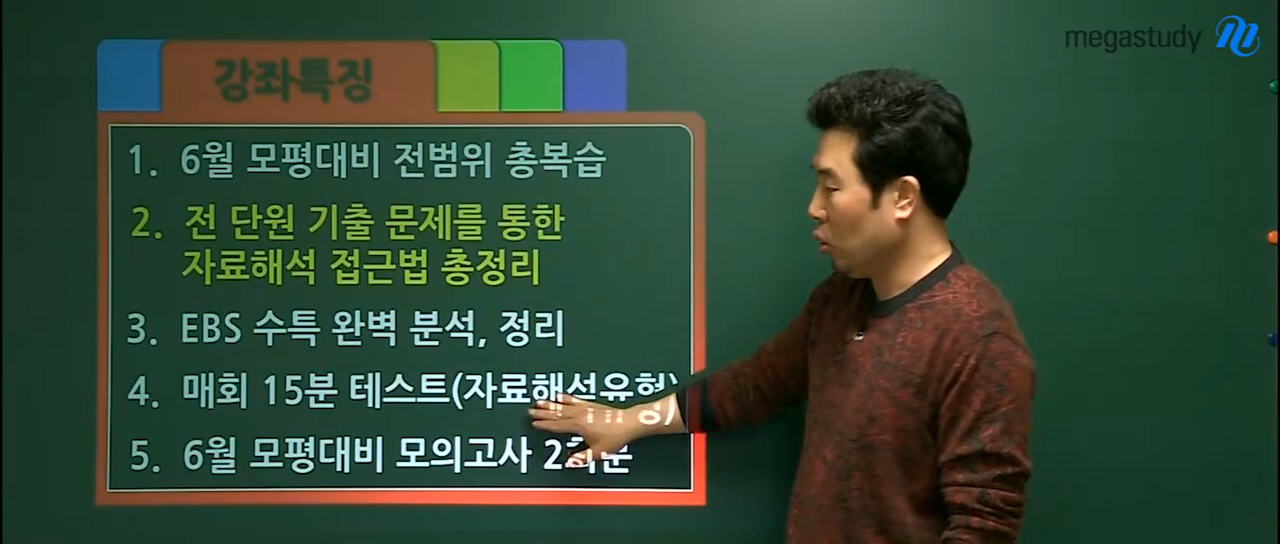 megastudy
강좌특징
1. 6월 모평대비 전범위 총복습
2. 전 단원 기출 문제를 통한
자료해석 접근법 총정리
3. EBS 수특 완벽 분석, 정리
4. 매회 15분 테스트(자료해석유형)
5. 6월 모평대비 모의고사 2회분